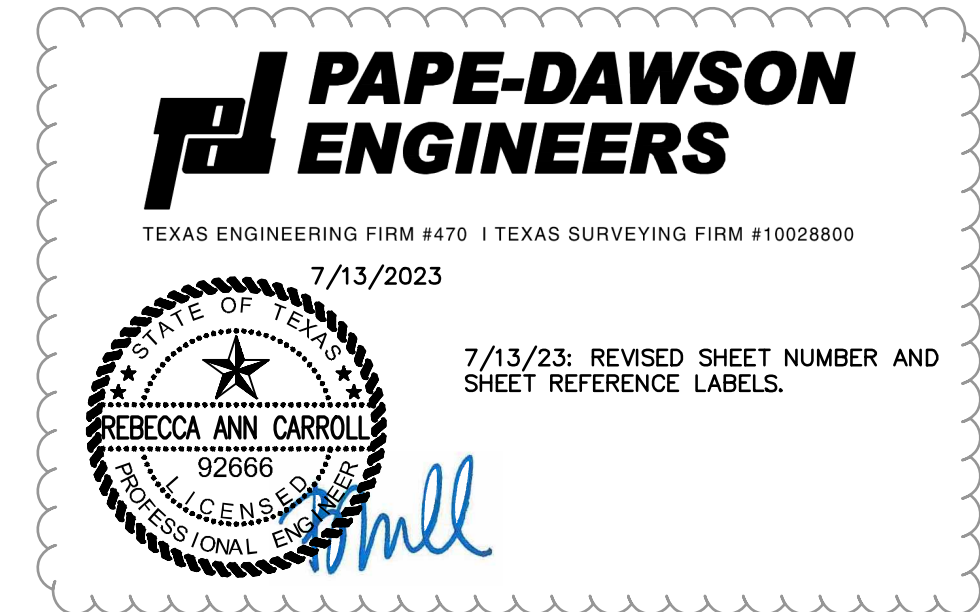 PAPE-DAWSON
ENGINEERS
TEXAS ENGINEERING FIRM #470 I TEXAS SURVEYING FIRM #10028800
7/13/2023
7/13/23: REVISED SHEET NUMBER AND
SHEET REFERENCE LABELS.
STATE OF TEXAS
REBECCA ANN CARROLL
92666
LICENSED
PROFESSIONAL ENGINEER